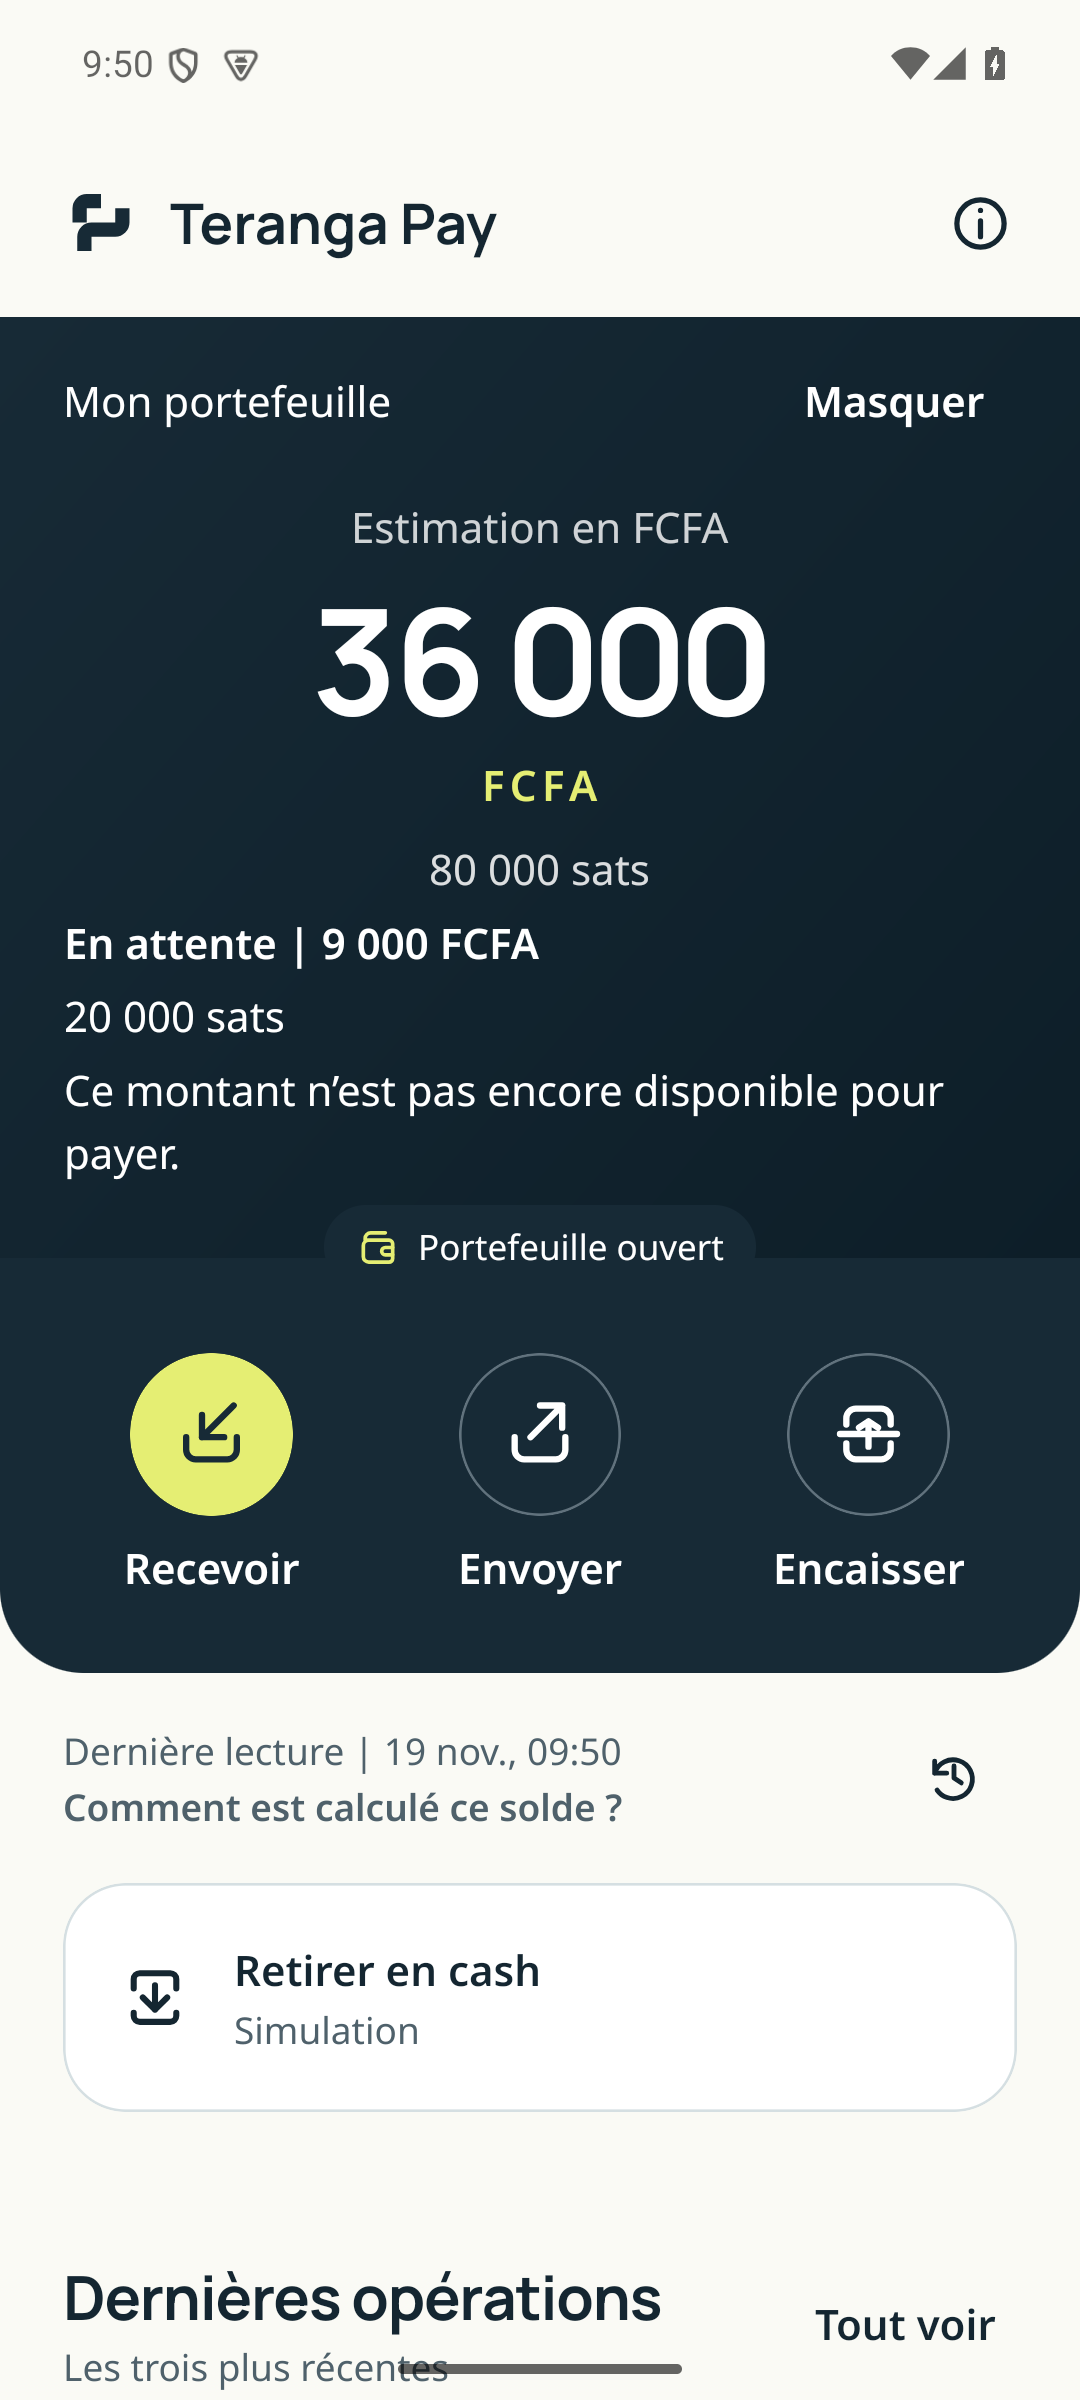 9:50
Teranga Pay
Mon portefeuille
Masquer
Estimation en FCFA
36 000
FCFA
80 000 sats
En attente | 9 000 FCFA
20 000 sats
Ce montant n’est pas encore disponible pour
payer.
Portefeuille ouvert
Recevoir
Envoyer
Encaisser
Dernière lecture | 19 nov., 09:50
Comment est calculé ce solde ?
Retirer en cash
Simulation
Dernières opérations
Tout voir
Les trois plus récentes